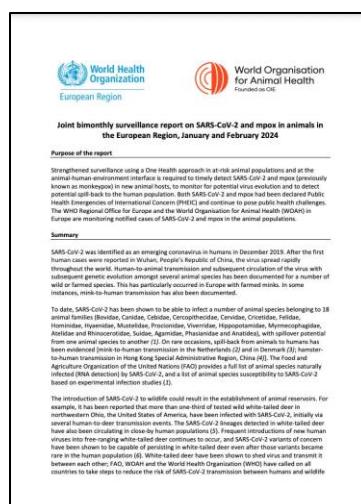 World Health
Organization
European Region
World Organisation
for Animal Health
Founded as OIE
Joint bimonthly surveillance report on SARS-CoV-2 and mpox in animals in
the European Region, January and February 2024
Purpose of the report
Strengthened surveillance using a One Health approach in at-risk animal populations and at the
animal-human-environment interface is required to timely detect SARS-CoV-2 and mpox (previously
known as monkeypox) in new animal hosts, to monitor for potential virus evolution and to detect
potential spill-back to the human population. Both SARS-CoV-2 and mpox had been declared Public
Health Emergencies of International Concern (PHEIC) and continue to pose public health challenges.
The WHO Regional Office for Europe and the World Organisation for Animal Health (WOAH) in
Europe are monitoring notified cases of SARS-CoV-2 and mpox in the animal populations.
Summary
SARS-CoV-2 was identified as an emerging coronavirus in humans in December 2019. After the first
human cases were reported in Wuhan, People's Republic of China, the virus spread rapidly
throughout the world. Human-to-animal transmission and subsequent circulation of the virus with
subsequent genetic evolution amongst several animal species has been documented for a number of
wild or farmed species. This has particularly occurred in Europe with farmed minks. In some
instances, mink-to-human transmission has also been documented.
To date, SARS-CoV-2 has been shown to be able to infect a number of animal species belonging to 18
animal families (Bovidae, Canidae, Cebidae, Cercopithecidae, Cervidae, Cricetidae, Felidae,
Hominidae, Hyaenidae, Mustelidae, Procionidae, Viverridae, Hippopotamidae, Myrmecophagidae,
Atelidae and Rhinocerotidae, Suidae, Agamidae, Phasianidae and Anatidea), with spillover potential
from one animal species to another (1). On rare occasions, spill-back from animals to humans has
been evidenced (mink-to-human transmission in the Netherlands (2) and in Denmark (3); hamster-
to-human transmission in Hong Kong Special Administrative Region, China (4)). The Food and
Agriculture Organization of the United Nations (FAO) provides a full list of animal species naturally
infected (RNA detection) by SARS-CoV-2, and a list of animal species susceptibility to SARS-CoV-2
based on experimental infection studies (1).
The introduction of SARS-CoV-2 to wildlife could result in the establishment of animal reservoirs. For
example, it has been reported that more than one-third of tested wild white-tailed deer in
northwestern Ohio, the United States of America, have been infected with SARS-CoV-2, initially via
several human-to-deer transmission events. The SARS-CoV-2 lineages detected in white-tailed deer
have also been circulating in close-by human populations (5). Frequent introductions of new human
viruses into free-ranging white-tailed deer continues to occur, and SARS-CoV-2 variants of concern
have been shown to be capable of persisting in white-tailed deer even after those variants became
rare in the human population (6). White-tailed deer have been shown to shed virus and transmit it
between each other; FAO, WOAH and the World Health Organization (WHO) have called on all
countries to take steps to reduce the risk of SARS-CoV-2 transmission between humans and wildlife